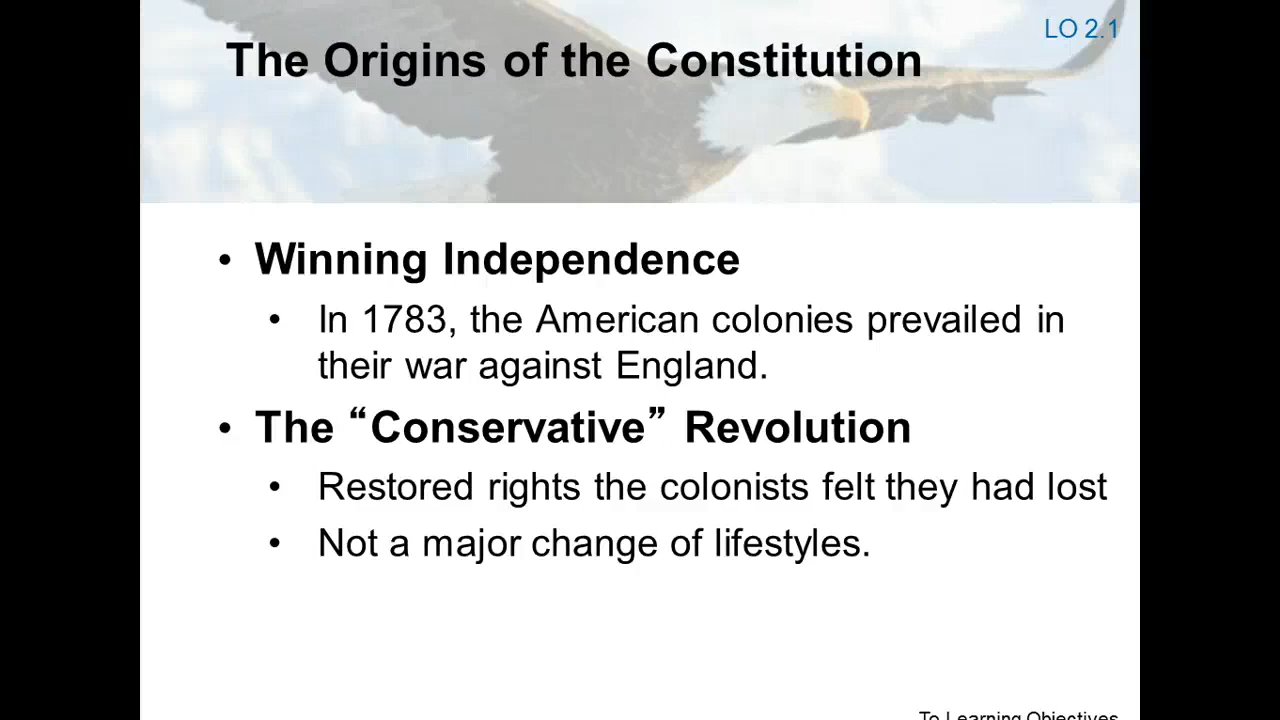 LO 2.1
The Origins of the Constitution
• Winning Independence
• In 1783, the American colonies prevailed in
their war against England.
• The “Conservative” Revolution
• Restored rights the colonists felt they had lost
• Not a major change of lifestyles.
To Learning Objectives